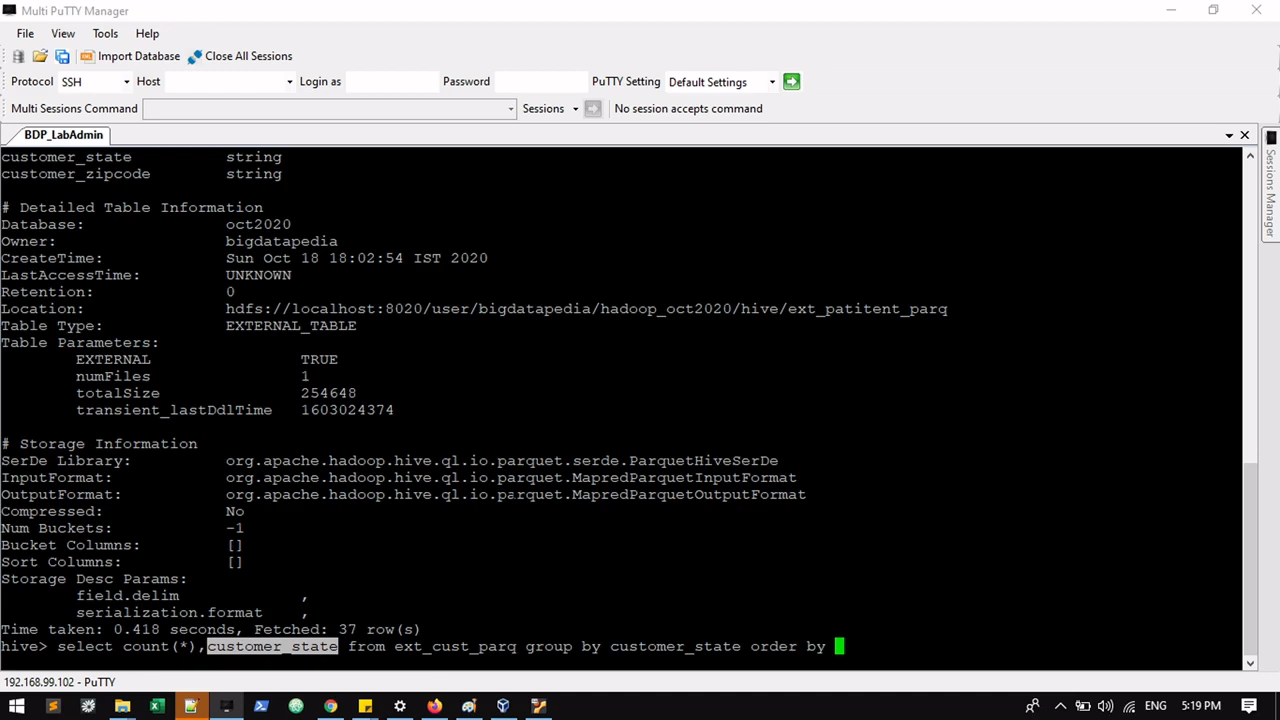 Multi PuTTY Manager
File View Tools Help
Import Database Close All Sessions
Protocol SSH Host Login as Password PuTTY Setting Default Settings
Multi Sessions Command Sessions No session accepts command
BDP_LabAdmin
Sessions Manager
customer_state string
customer_zipcode string
# Detailed Table Information
Database: oct2020
Owner: bigdatapedia
CreateTime: Sun Oct 18 18:02:54 IST 2020
LastAccessTime: UNKNOWN
Retention: 0
Location: hdfs://localhost:8020/user/bigdatapedia/hadoop_oct2020/hive/ext_patitent_parq
Table Type: EXTERNAL_TABLE
Table Parameters:
EXTERNAL TRUE
numFiles 1
totalSize 254648
transient_lastDdlTime 1603024374
# Storage Information
SerDe Library: org.apache.hadoop.hive.ql.io.parquet.serde.ParquetHiveSerDe
InputFormat: org.apache.hadoop.hive.ql.io.parquet.MapredParquetInputFormat
OutputFormat: org.apache.hadoop.hive.ql.io.parquet.MapredParquetOutputFormat
Compressed: No
Num Buckets: -1
Bucket Columns: []
Sort Columns: []
Storage Desc Params:
field.delim ,
serialization.format ,
Time taken: 0.418 seconds, Fetched: 37 row(s)
hive> select count(*),customer_state from ext_cust_parq group by customer_state order by
192.168.99.102 - PuTTY
ENG 5:19 PM